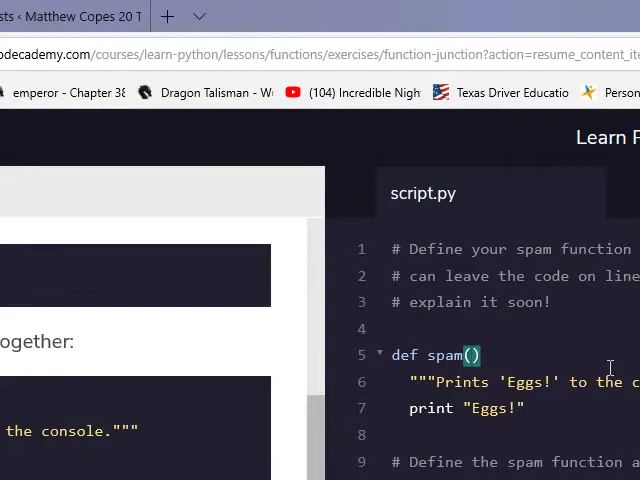 sts ‹ Matthew Copes 20 T
odecademy.com/courses/learn-python/lessons/functions/exercises/function-junction?action=resume_content_ite
emperor - Chapter 38 Dragon Talisman - W (104) Incredible Nigh Texas Driver Educatio Person
Learn P
script.py
1 # Define your spam function
2 # can leave the code on line
3 # explain it soon!
4
5 def spam()
6 """Prints 'Eggs!' to the c
7 print "Eggs!"
8
9 # Define the spam function a
ogether:
the console."""